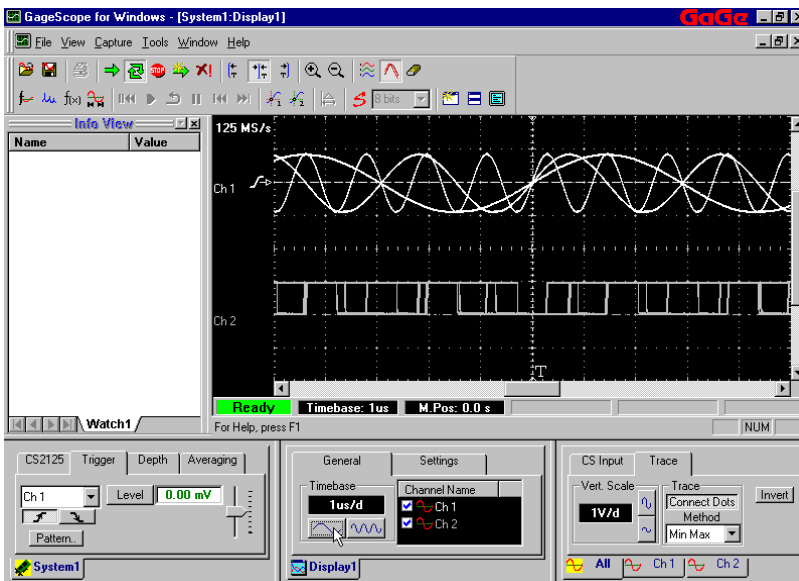 GageScope for Windows - [System1:Display1]
GaGe
File View Capture Tools Window Help
STOP
f(x)
8 bits
Info View
Name Value
125 MS/s
Ch 1
Ch 2
T
Ready Timebase: 1us M.Pos: 0.0 s
Watch1
For Help, press F1
NUM
CS2125 Trigger Depth Averaging
Ch 1 Level 0.00 mV
Pattern..
System1
General Settings
Timebase
1us/d
Channel Name
Ch 1
Ch 2
Display1
CS Input Trace
Vert. Scale
1V/d
Trace
Connect Dots
Method
Min Max
Invert
All Ch 1 Ch 2